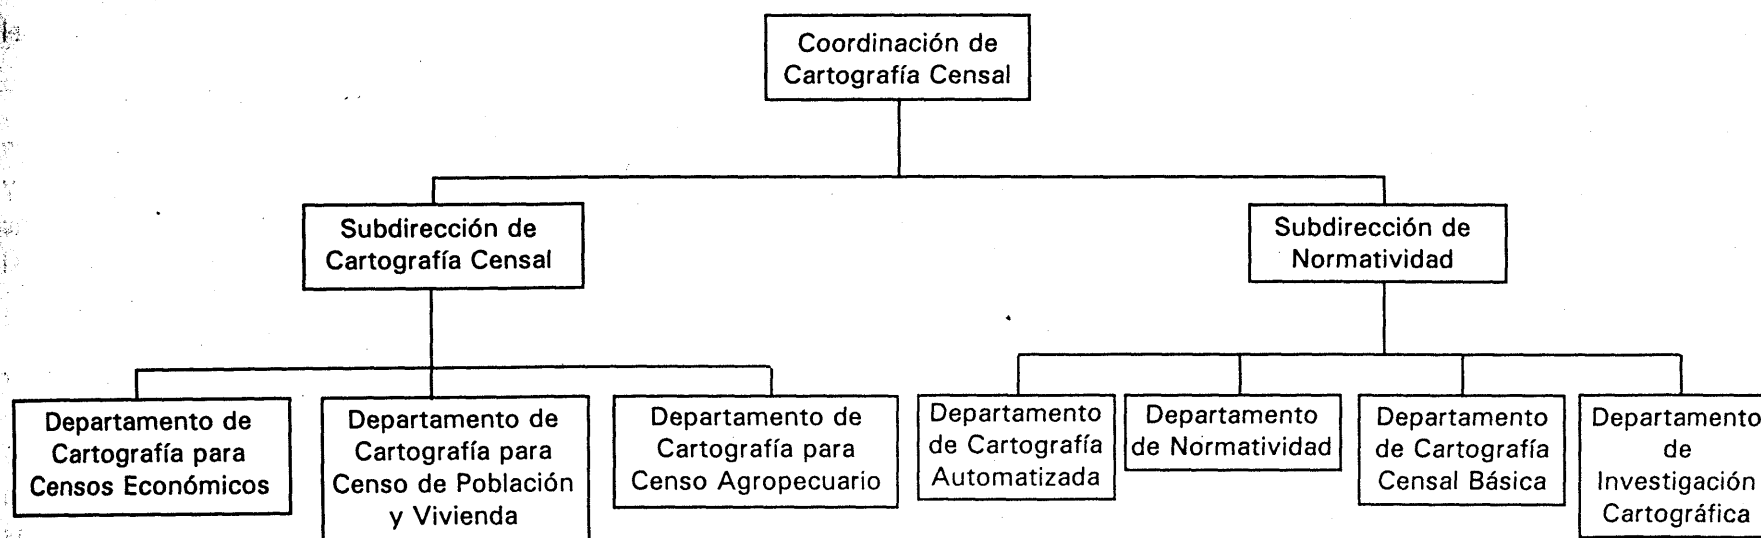 Coordinación de
Cartografía Censal
Subdirección de
Cartografía Censal
Subdirección de
Normatividad
Departamento de
Cartografía para
Censos Económicos
Departamento de
Cartografía para
Censo de Población
y Vivienda
Departamento de
Cartografía para
Censo Agropecuario
Departamento
de Cartografía
Automatizada
Departamento
de Normatividad
Departamento
de Cartografía
Censal Básica
Departamento
de
Investigación
Cartográfica